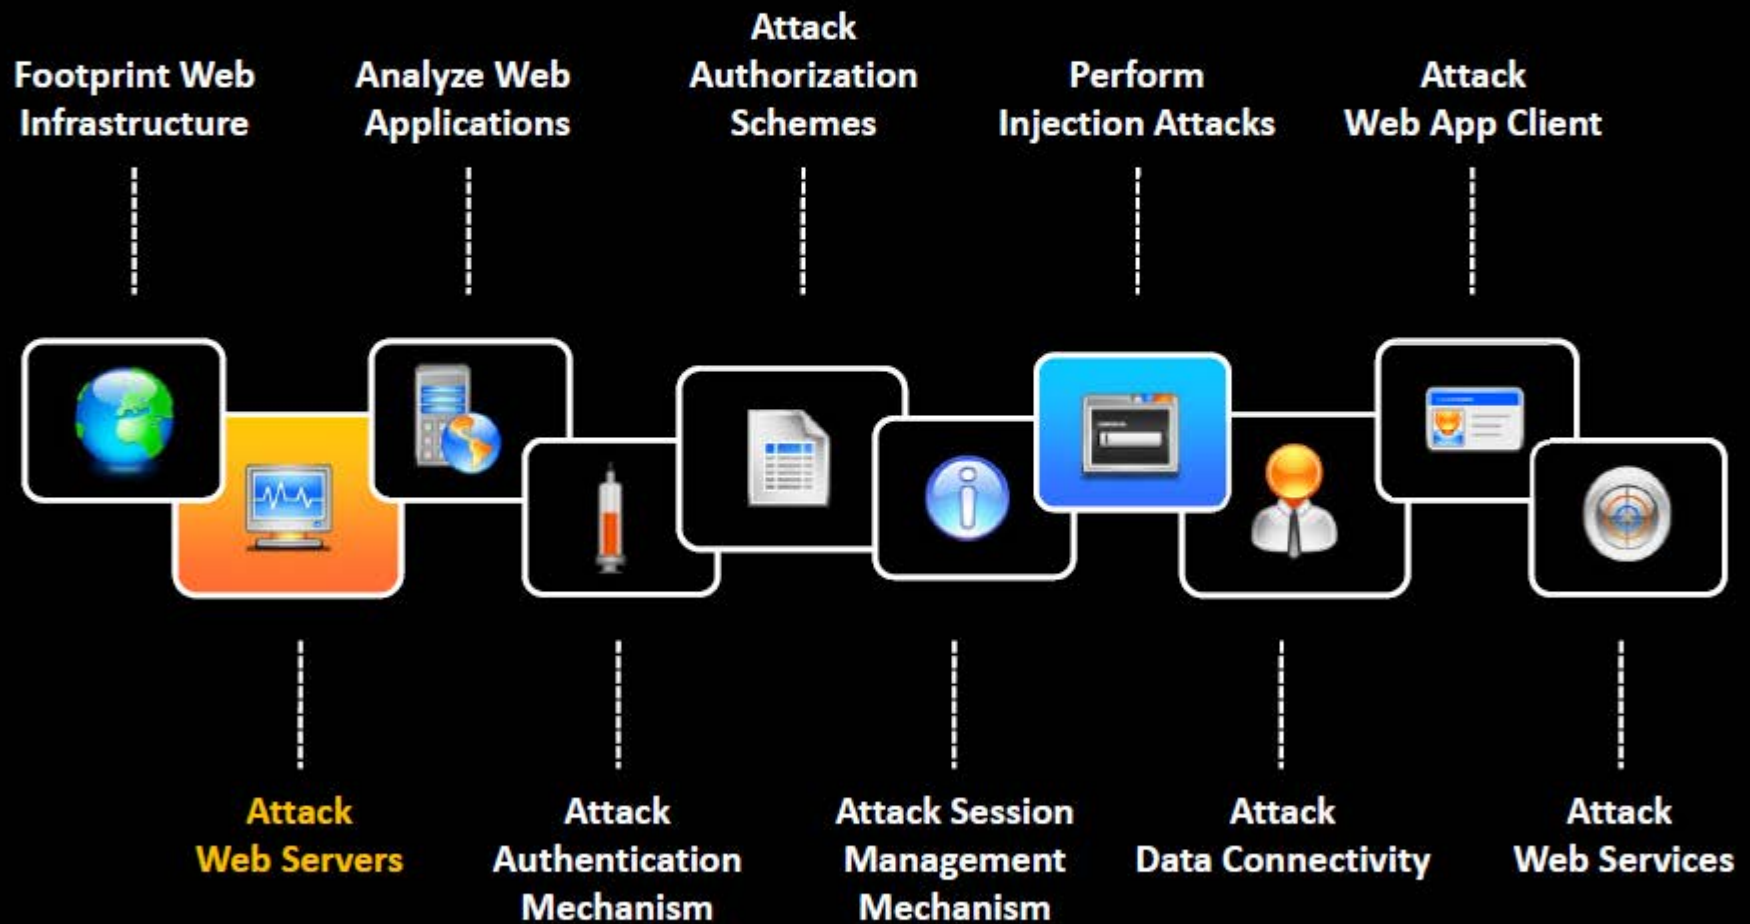 Footprint Web
Infrastructure
Analyze Web
Applications
Attack
Authorization
Schemes
Perform
Injection Attacks
Attack
Web App Client
Attack
Web Servers
Attack
Authentication
Mechanism
Attack Session
Management
Mechanism
Attack
Data Connectivity
Attack
Web Services